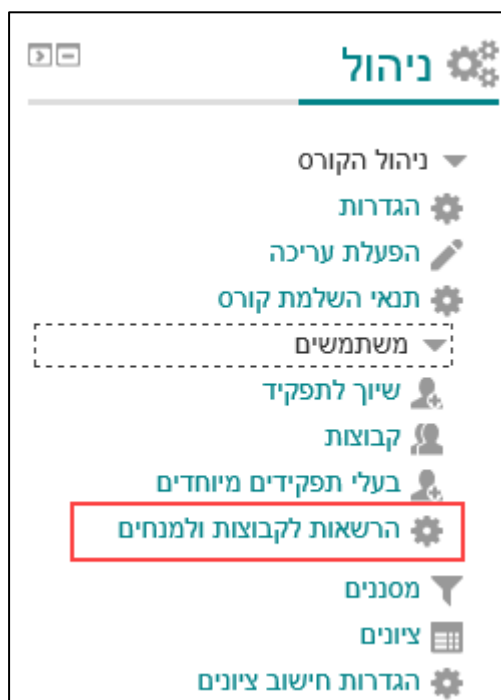 ניהול
ניהול הקורס
הגדרות
הפעלת עריכה
תנאי השלמת קורס
משתמשים
שיוך לתפקיד
קבוצות
בעלי תפקידים מיוחדים
הרשאות לקבוצות ולמנחים
מסננים
ציונים
הגדרות חישוב ציונים